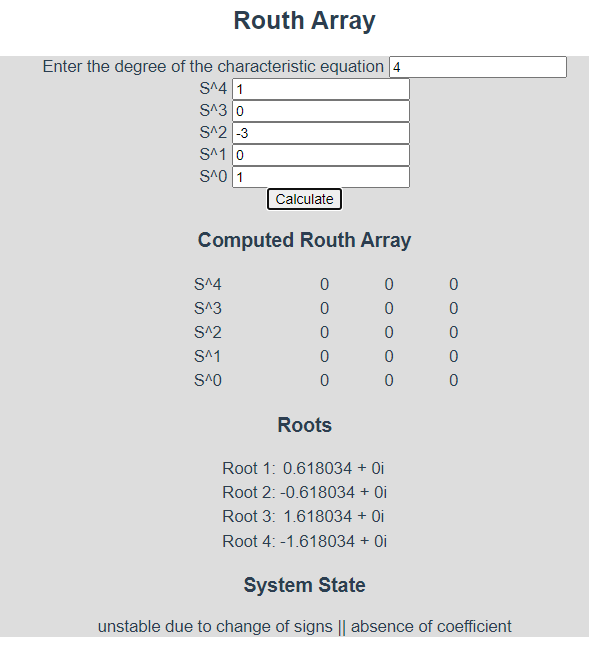 Routh Array
Enter the degree of the characteristic equation 4
S^4 1
S^3 0
S^2 -3
S^1 0
S^0 1
Calculate
Computed Routh Array
S^4 0 0 0
S^3 0 0 0
S^2 0 0 0
S^1 0 0 0
S^0 0 0 0
Roots
Root 1: 0.618034 + 0i
Root 2: -0.618034 + 0i
Root 3: 1.618034 + 0i
Root 4: -1.618034 + 0i
System State
unstable due to change of signs || absence of coefficient